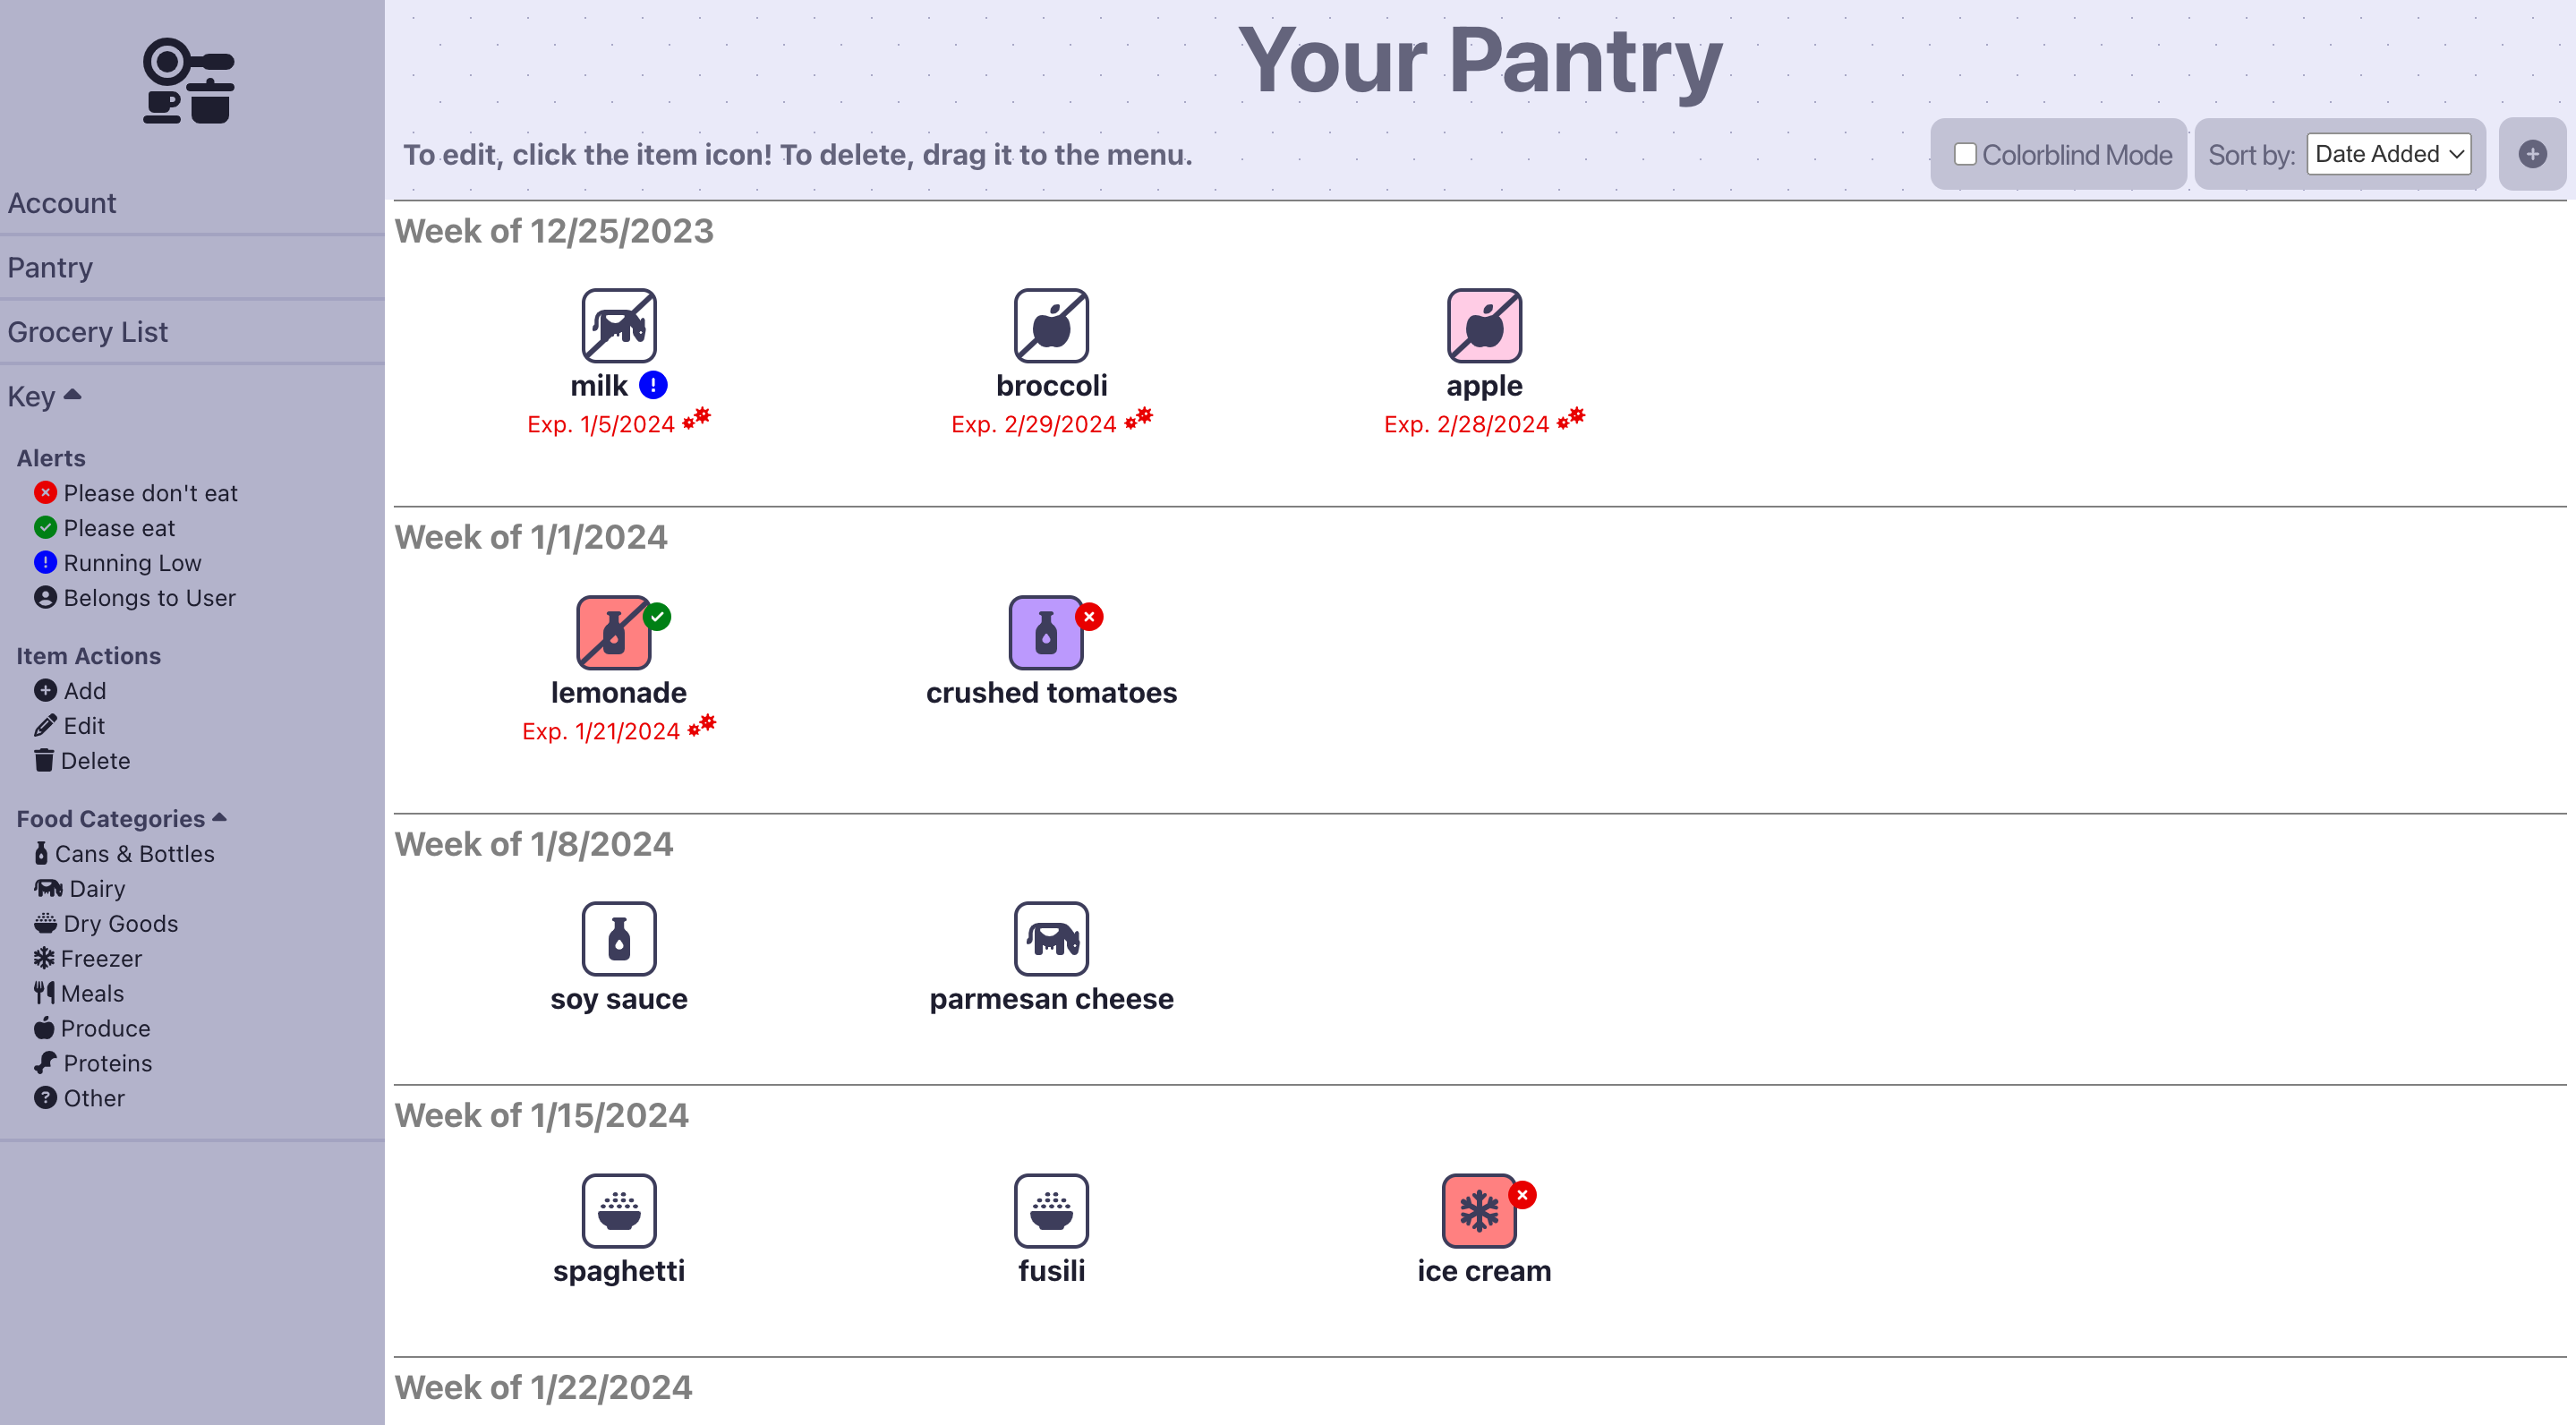 Account
Pantry
Grocery List
Key
Alerts
Please don't eat
Please eat
Running Low
Belongs to User
Item Actions
Add
Edit
Delete
Food Categories
Cans & Bottles
Dairy
Dry Goods
Freezer
Meals
Produce
Proteins
Other
Your Pantry
To edit, click the item icon! To delete, drag it to the menu.
Colorblind Mode
Sort by: Date Added
Week of 12/25/2023
milk
Exp. 1/5/2024
broccoli
Exp. 2/29/2024
apple
Exp. 2/28/2024
Week of 1/1/2024
lemonade
Exp. 1/21/2024
crushed tomatoes
Week of 1/8/2024
soy sauce
parmesan cheese
Week of 1/15/2024
spaghetti
fusili
ice cream
Week of 1/22/2024